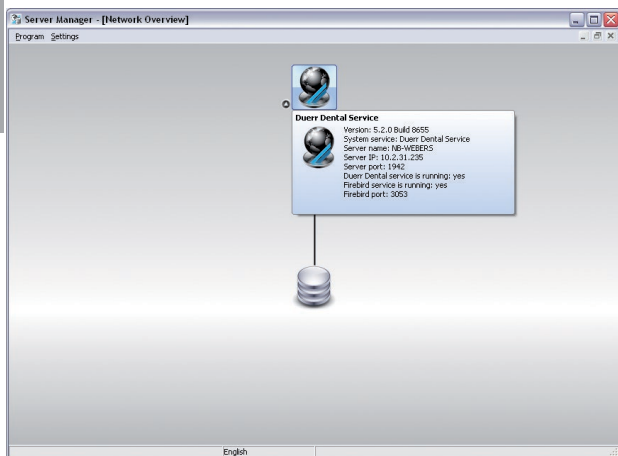 Server Manager - [Network Overview]
Program Settings
Duerr Dental Service
Version: 5.2.0 Build 8655
System service: Duerr Dental Service
Server name: NB-WEBERS
Server IP: 10.2.31.235
Server port: 1942
Duerr Dental service is running: yes
Firebird service is running: yes
Firebird port: 3053
English